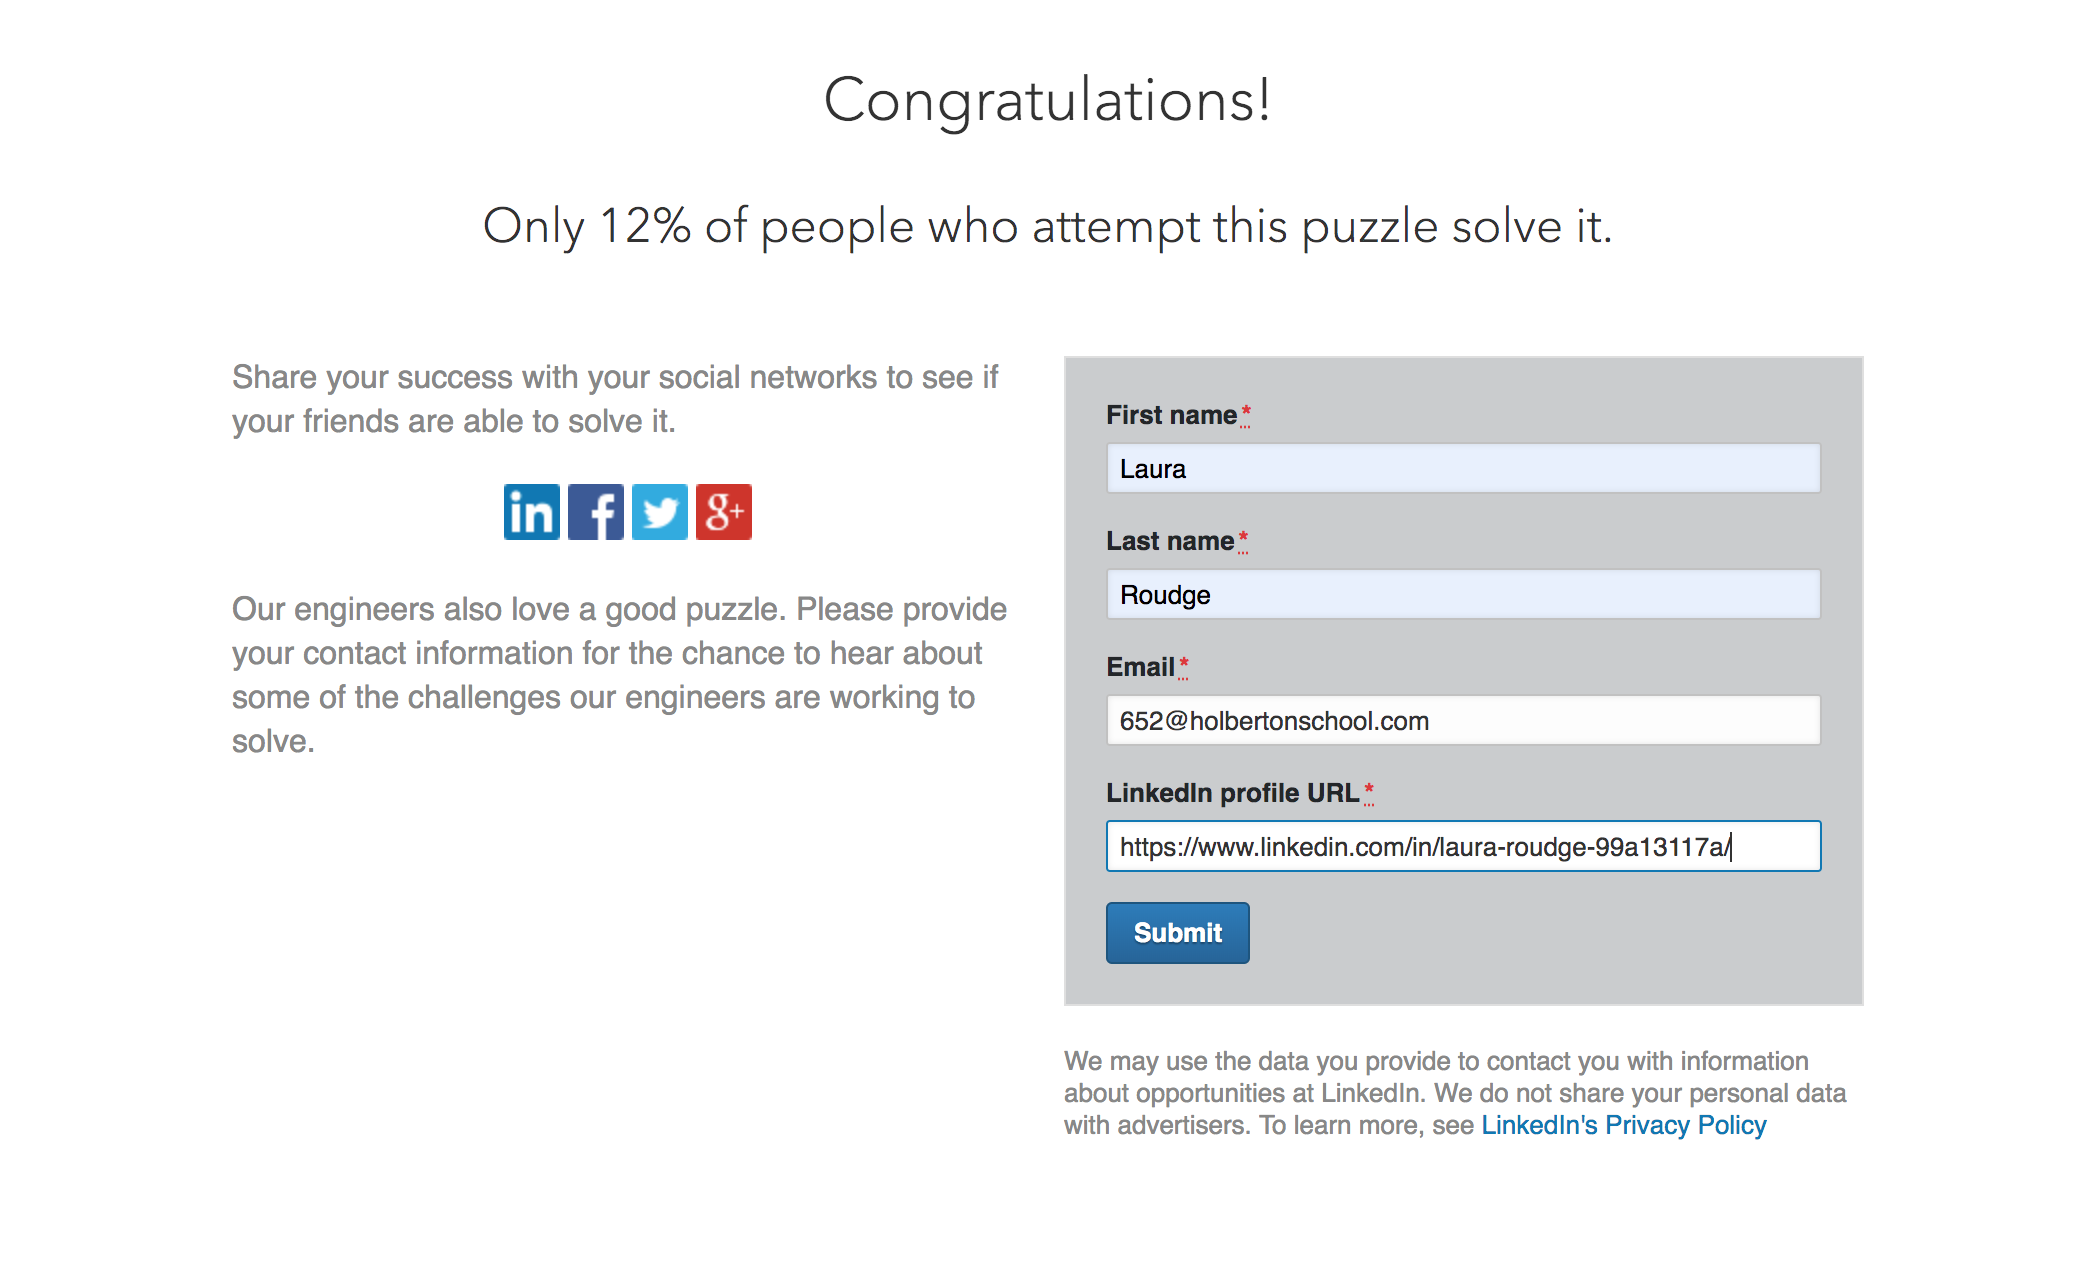 Congratulations!
Only 12% of people who attempt this puzzle solve it.
Share your success with your social networks to see if
your friends are able to solve it.
in f g+
Our engineers also love a good puzzle. Please provide
your contact information for the chance to hear about
some of the challenges our engineers are working to
solve.
First name*
Laura
Last name*
Roudge
Email*
652@holbertonschool.com
LinkedIn profile URL*
https://www.linkedin.com/in/laura-roudge-99a13117a/
Submit
We may use the data you provide to contact you with information
about opportunities at LinkedIn. We do not share your personal data
with advertisers. To learn more, see LinkedIn's Privacy Policy